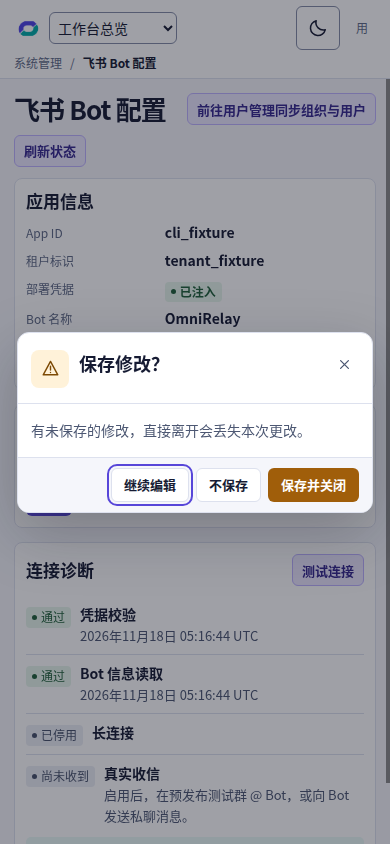 工作台总览
用
系统管理 / 飞书 Bot 配置
飞书 Bot 配置
前往用户管理同步组织与用户
刷新状态
应用信息
App ID cli_fixture
租户标识 tenant_fixture
部署凭据 已注入
Bot 名称 OmniRelay
保存修改?
有未保存的修改，直接离开会丢失本次更改。
继续编辑 不保存 保存并关闭
连接诊断
测试连接
通过 凭据校验
2026年11月18日 05:16:44 UTC
通过 Bot 信息读取
2026年11月18日 05:16:44 UTC
已停用 长连接
尚未收到 真实收信
启用后，在预发布测试群 @ Bot，或向 Bot
发送私聊消息。